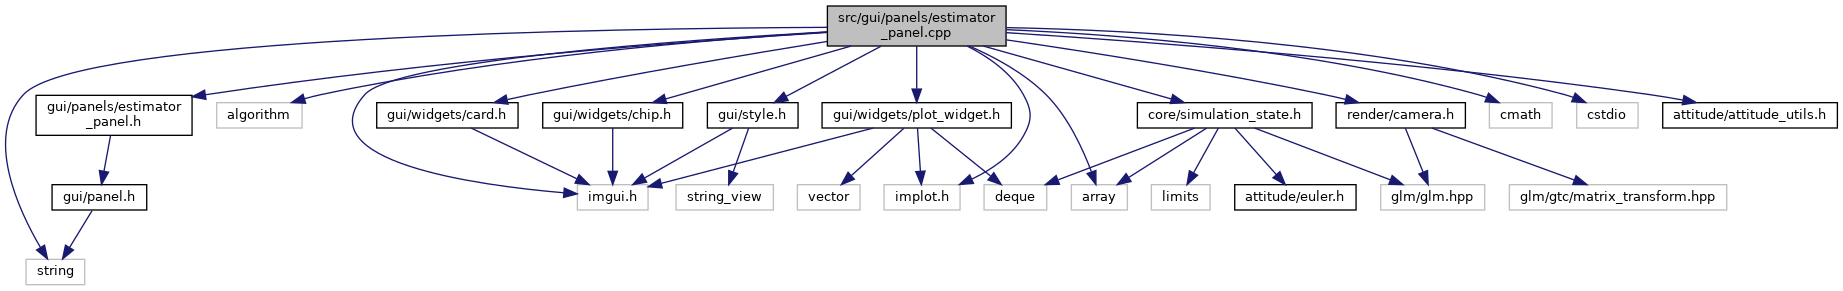 src/gui/panels/estimator
_panel.cpp
gui/panels/estimator
_panel.h
algorithm
gui/widgets/card.h
gui/widgets/chip.h
gui/style.h
gui/widgets/plot_widget.h
core/simulation_state.h
render/camera.h
cmath
cstdio
attitude/attitude_utils.h
gui/panel.h
imgui.h
string_view
vector
implot.h
deque
array
limits
attitude/euler.h
glm/glm.hpp
glm/gtc/matrix_transform.hpp
string